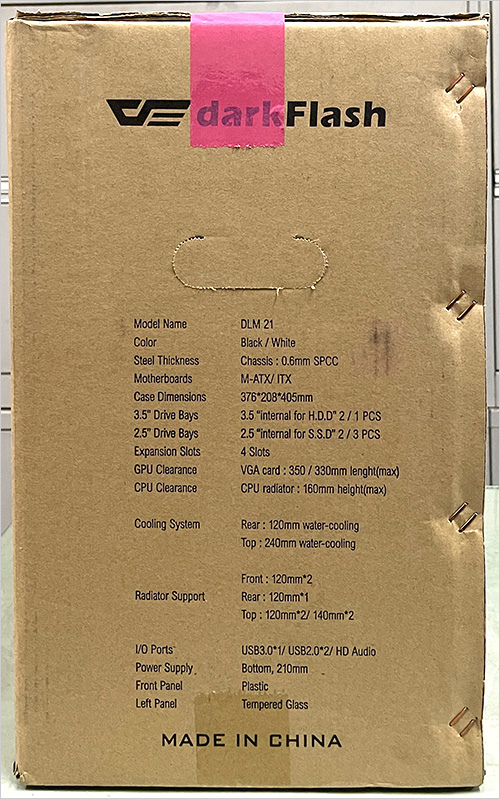 darkFlash
Model Name DLM 21
Color Black / White
Steel Thickness Chassis : 0.6mm SPCC
Motherboards M-ATX/ ITX
Case Dimensions 376*208*405mm
3.5" Drive Bays 3.5 "internal for H.D.D" 2 / 1 PCS
2.5" Drive Bays 2.5 "internal for S.S.D" 2 / 3 PCS
Expansion Slots 4 Slots
GPU Clearance VGA card : 350 / 330mm lenght(max)
CPU Clearance CPU radiator : 160mm height(max)
Cooling System Rear : 120mm water-cooling
Top : 240mm water-cooling
Front : 120mm*2
Radiator Support Rear : 120mm*1
Top : 120mm*2/ 140mm*2
I/O Ports USB3.0*1/ USB2.0*2/ HD Audio
Power Supply Bottom, 210mm
Front Panel Plastic
Left Panel Tempered Glass
MADE IN CHINA